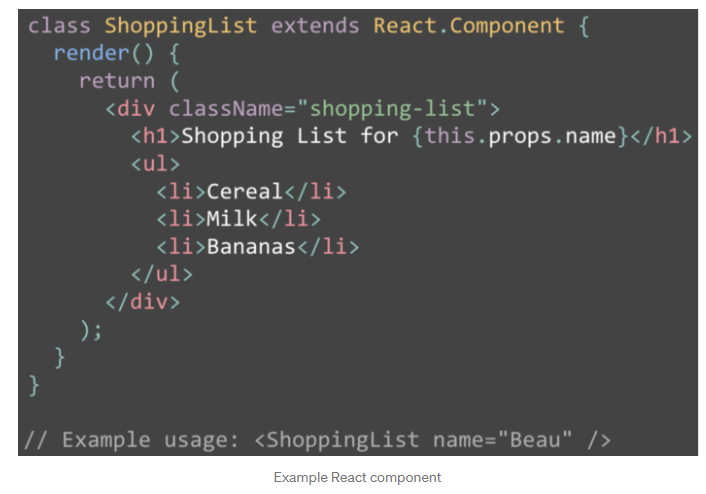 class ShoppingList extends React.Component {
  render() {
    return (
      <div className="shopping-list">
        <h1>Shopping List for {this.props.name}</h1>
        <ul>
          <li>Cereal</li>
          <li>Milk</li>
          <li>Bananas</li>
        </ul>
      </div>
    );
  }
}
// Example usage: <ShoppingList name="Beau" />
Example React component